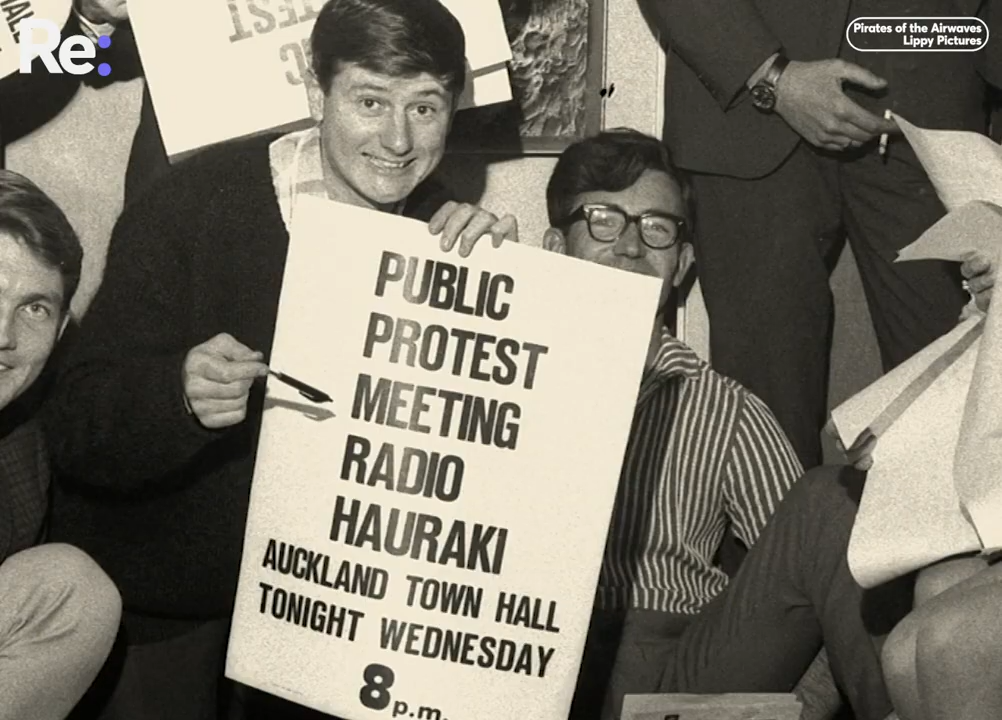 Re:
Pirates of the Airwaves
Lippy Pictures
PUBLIC
PROTEST
MEETING
RADIO
HAURAKI
AUCKLAND TOWN HALL
TONIGHT WEDNESDAY
8 p.m.